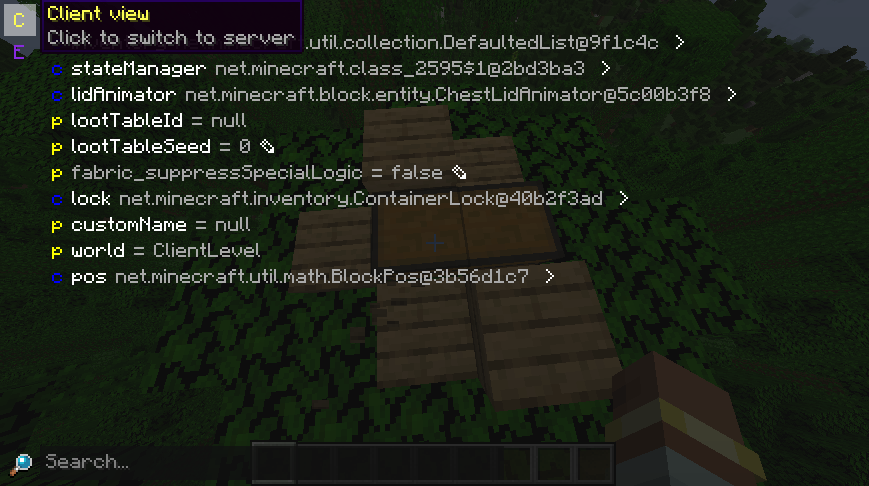 C
Client view
Click to switch to server
E
.util.collection.DefaultedList@9f1c4c >
c stateManager net.minecraft.class_2595$1@2bd3ba3 >
c lidAnimator net.minecraft.block.entity.ChestLidAnimator@5c00b3f8 >
p lootTableId = null
p lootTableSeed = 0
p fabric_suppressSpecialLogic = false
c lock net.minecraft.inventory.ContainerLock@40b2f3ad >
p customName = null
p world = ClientLevel
c pos net.minecraft.util.math.BlockPos@3b56d1c7 >
Search...